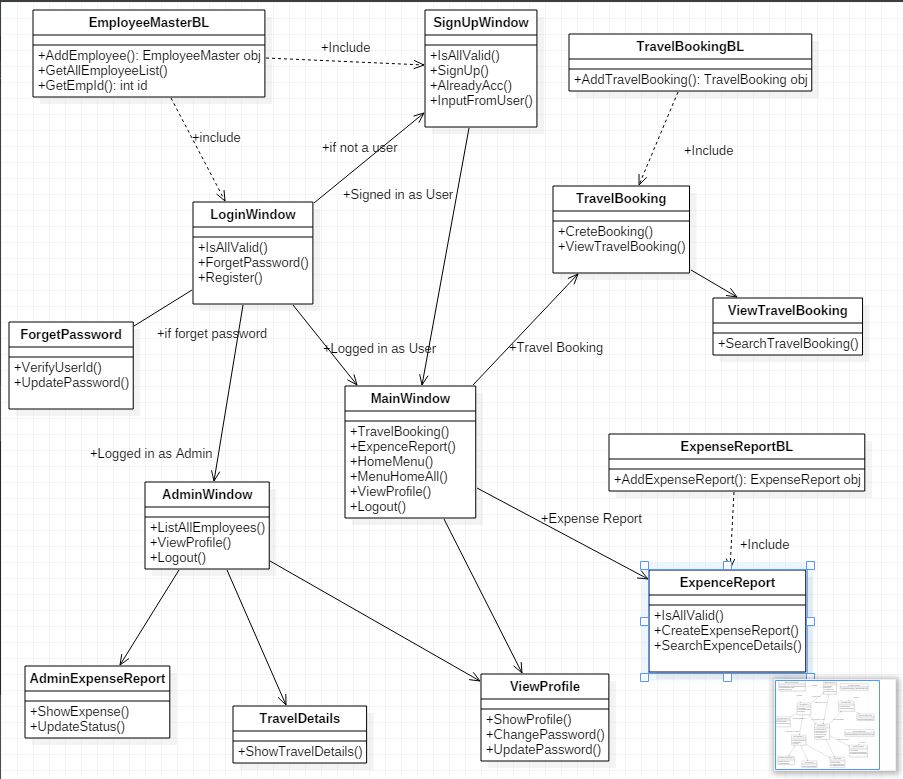 EmployeeMasterBL
+AddEmployee(): EmployeeMaster obj
+GetAllEmployeeList()
+GetEmpId(): int id
+Include
SignUpWindow
+IsAllValid()
+SignUp()
+AlreadyAcc()
+InputFromUser()
TravelBookingBL
+AddTravelBooking(): TravelBooking obj
+include
+if not a user
+Include
+Signed in as User
LoginWindow
+IsAllValid()
+ForgetPassword()
+Register()
TravelBooking
+CreteBooking()
+ViewTravelBooking()
ViewTravelBooking
+SearchTravelBooking()
ForgetPassword
+VerifyUserId()
+UpdatePassword()
+if forget password
+Logged in as User
+Travel Booking
MainWindow
+TravelBooking()
+ExpenceReport()
+HomeMenu()
+MenuHomeAll()
+ViewProfile()
+Logout()
+Logged in as Admin
ExpenseReportBL
+AddExpenseReport(): ExpenseReport obj
AdminWindow
+ListAllEmployees()
+ViewProfile()
+Logout()
+Expense Report
+Include
ExpenceReport
+IsAllValid()
+CreateExpenseReport()
+SearchExpenceDetails()
AdminExpenseReport
+ShowExpense()
+UpdateStatus()
TravelDetails
+ShowTravelDetails()
ViewProfile
+ShowProfile()
+ChangePassword()
+UpdatePassword()